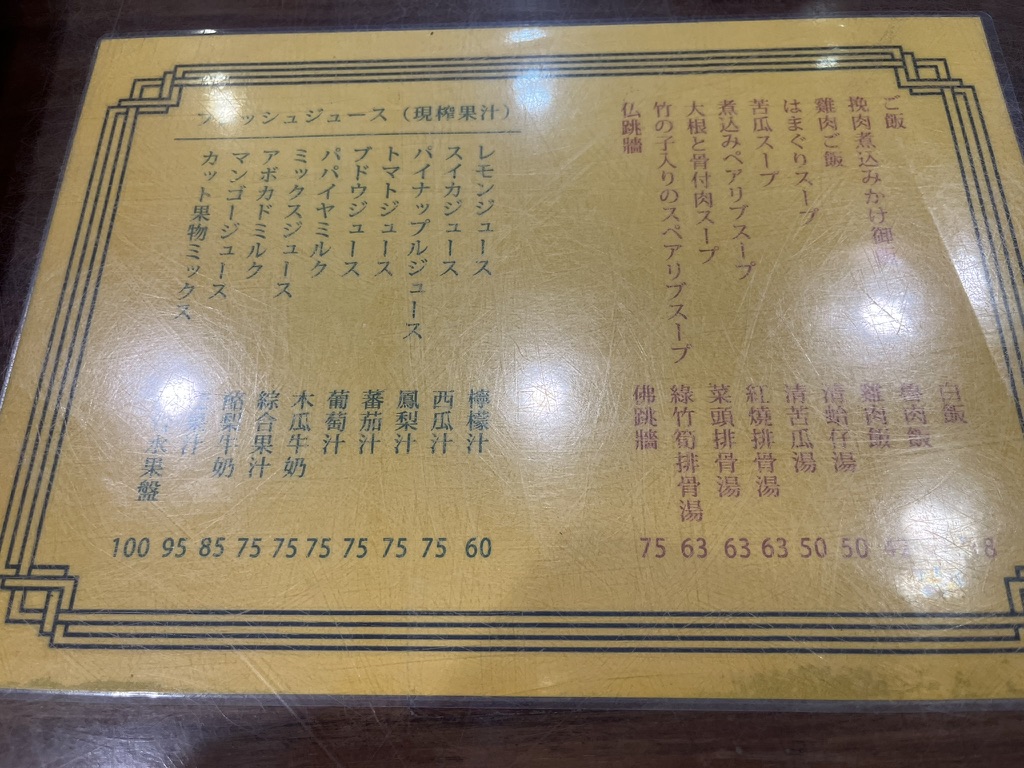 ご飯
挽肉煮込みかけ御飯
雞肉ご飯
はまぐりスープ
苦瓜スープ
煮込みペアリブスープ
大根と骨付肉スープ
竹の子入りのスペアリブスープ
仏跳牆
白飯
魯肉飯
雞肉飯
清蛤仔湯
清苦瓜湯
紅燒排骨湯
菜頭排骨湯
綠竹筍排骨湯
佛跳牆
75 63 63 63 50 50 8
ッシュジュース（現榨果汁）
レモンジュース
スイカジュース
パイナップルジュース
トマトジュース
ブドウジュース
パパイヤミルク
ミックスジュース
アボカドミルク
マンゴージュース
カット果物ミックス
檸檬汁
西瓜汁
鳳梨汁
蕃茄汁
葡萄汁
木瓜牛奶
綜合果汁
酪梨牛奶
果汁
水果盤
100 95 85 75 75 75 75 75 75 60